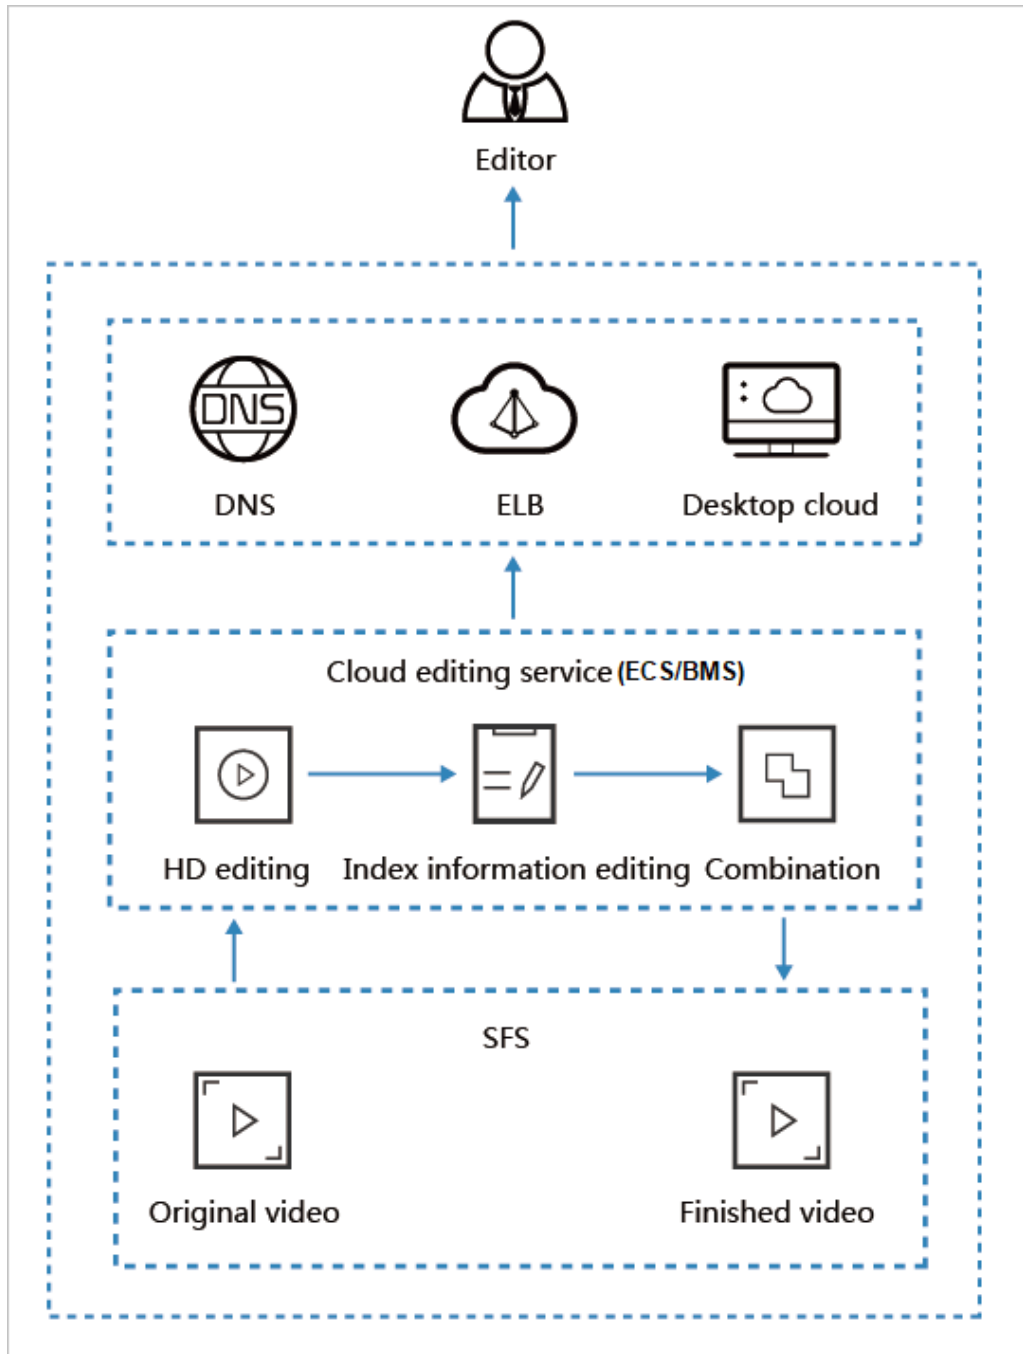 Editor
DNS
DNS ELB Desktop cloud
Cloud editing service (ECS/BMS)
HD editing Index information editing Combination
SFS
Original video Finished video